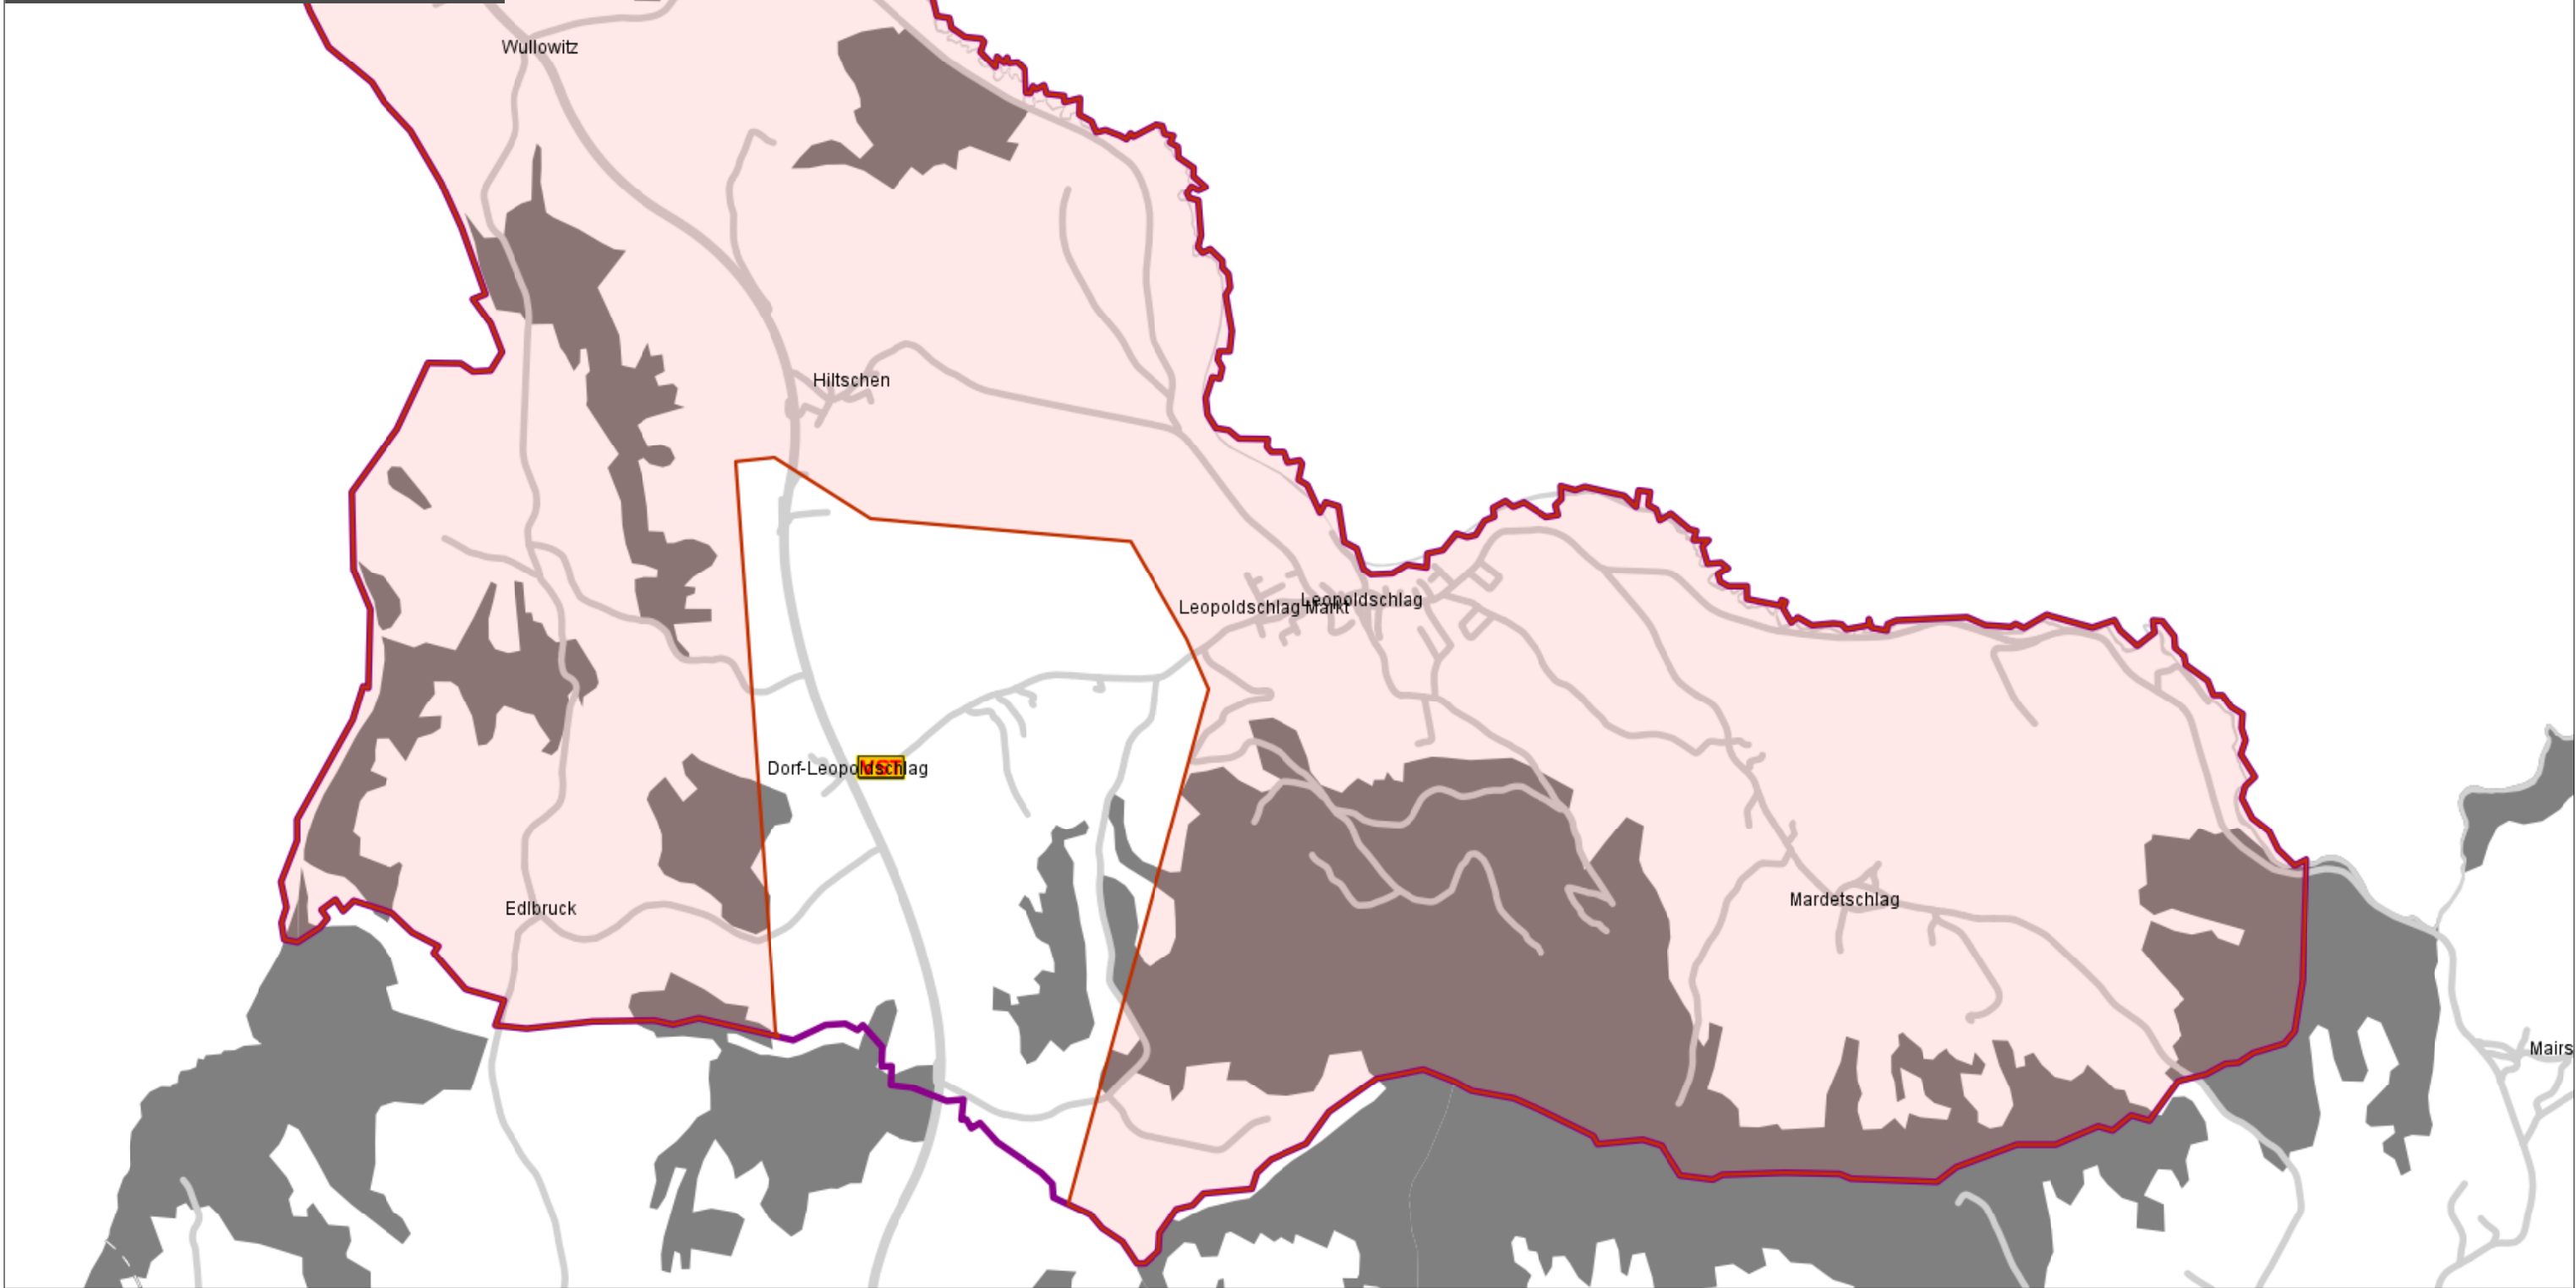 Wullowitz
Hiltschen
Leopoldschlag
Leopoldschlag Markt
Dorf-Leopoldschlag
Mardetschlag
Edlbruck
Mairs